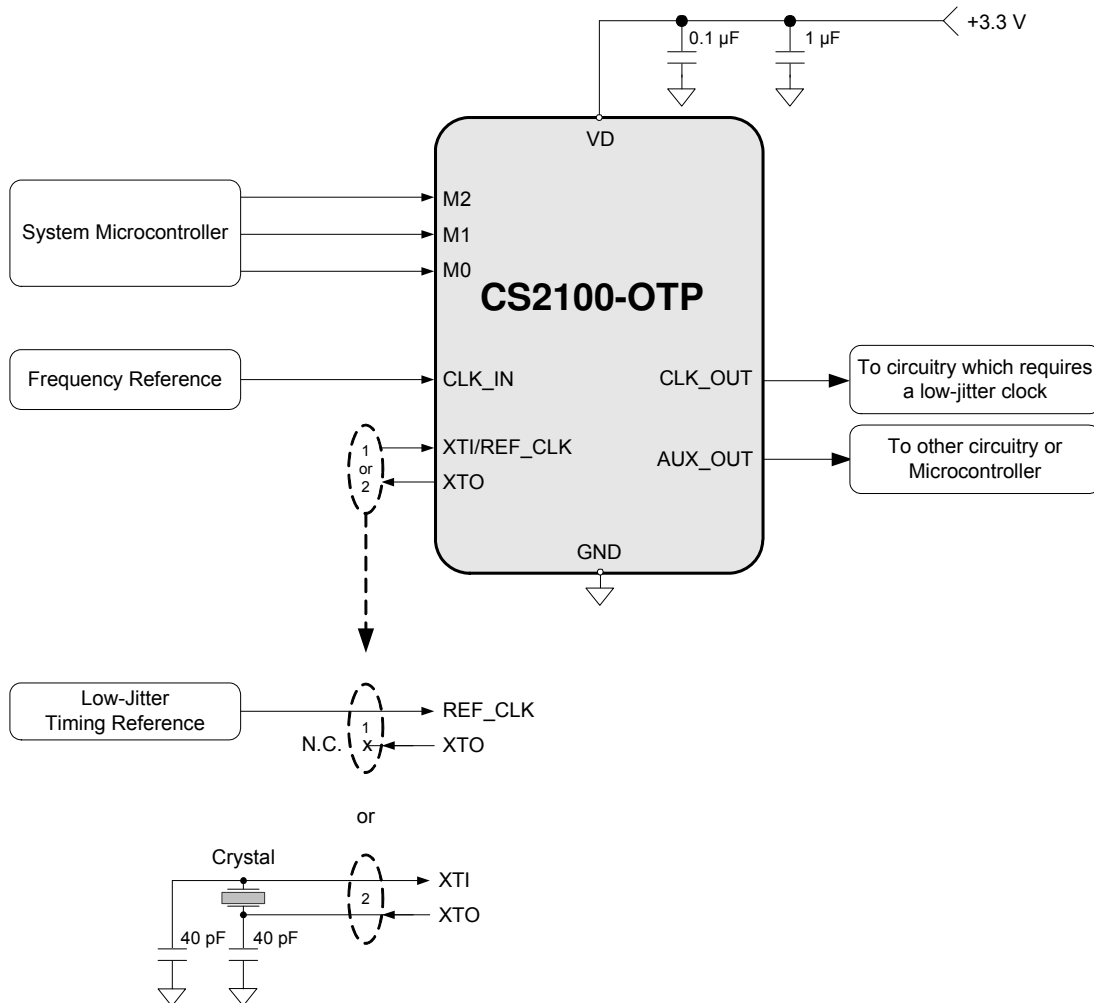 +3.3 V
0.1 µF
1 µF
VD
System Microcontroller
M2
M1
M0
CS2100-OTP
Frequency Reference
CLK_IN
CLK_OUT
To circuitry which requires
a low-jitter clock
1
or
2
XTI/REF_CLK
XTO
AUX_OUT
To other circuitry or
Microcontroller
GND
Low-Jitter
Timing Reference
1
REF_CLK
N.C.
x
XTO
or
Crystal
2
XTI
XTO
40 pF
40 pF